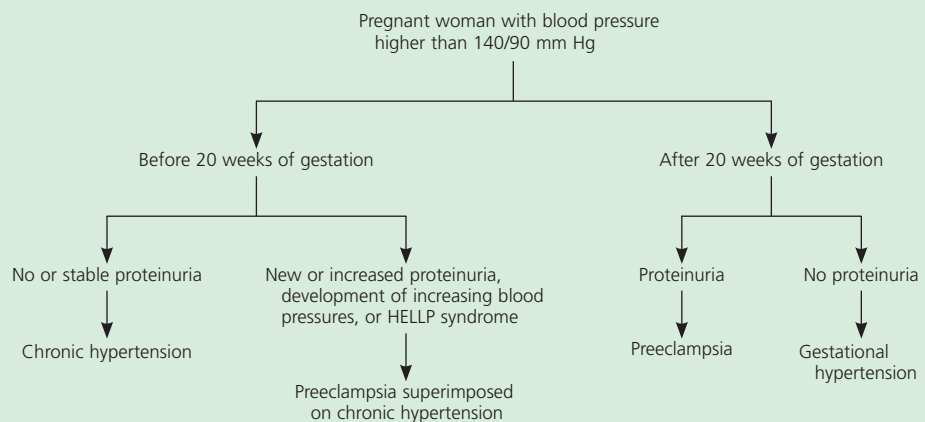 Pregnant woman with blood pressure
higher than 140/90 mm Hg
Before 20 weeks of gestation
After 20 weeks of gestation
No or stable proteinuria
New or increased proteinuria,
development of increasing blood
pressures, or HELLP syndrome
Proteinuria
No proteinuria
Chronic hypertension
Preeclampsia superimposed
on chronic hypertension
Preeclampsia
Gestational
hypertension